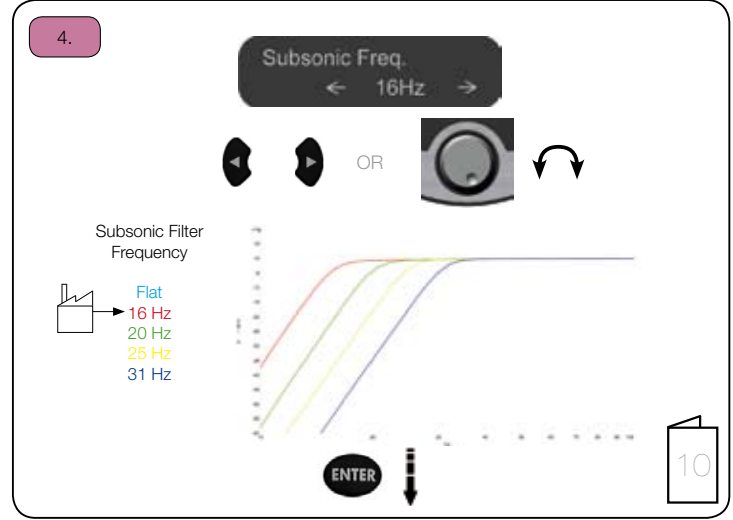 4.
Subsonic Freq.
← 16Hz →
OR
Subsonic Filter
Frequency
Flat
16 Hz
20 Hz
25 Hz
31 Hz
ENTER
10